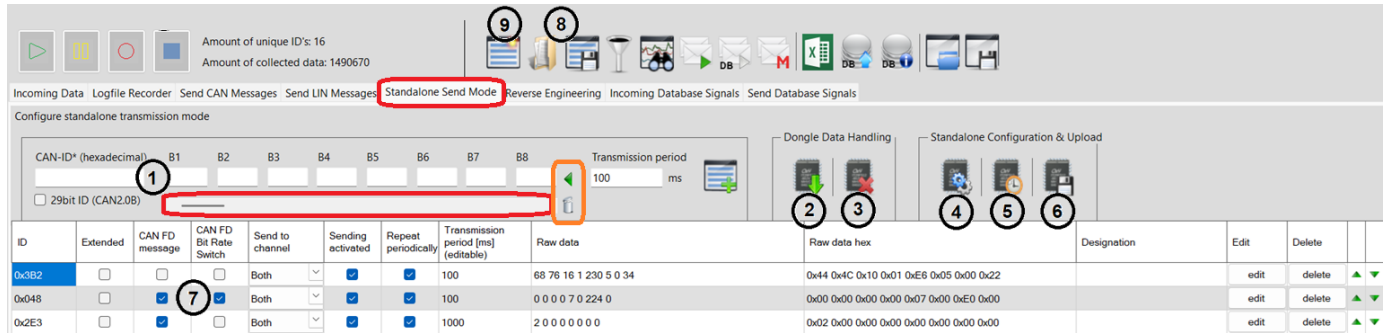 9 8
Amount of unique ID's: 16
Amount of collected data: 1490670
DB M X DB DB
Incoming Data Logfile Recorder Send CAN Messages Send LIN Messages Standalone Send Mode Reverse Engineering Incoming Database Signals Send Database Signals
Configure standalone transmission mode
Dongle Data Handling Standalone Configuration & Upload
CAN-ID* (hexadecimal) B1 B2 B3 B4 B5 B6 B7 B8 Transmission period
1 100 ms
29bit ID (CAN2.0B)
2 3 4 5 6
ID Extended CAN FD message CAN FD Bit Rate Switch Send to channel Sending activated Repeat periodically Transmission period [ms] (editable) Raw data Raw data hex Designation Edit Delete
0x3B2 Both 100 68 76 16 1 230 5 0 34 0x44 0x4C 0x10 0x01 0xE6 0x05 0x00 0x22 edit delete
0x048 7 Both 100 0 0 0 0 7 0 224 0 0x00 0x00 0x00 0x00 0x07 0x00 0xE0 0x00 edit delete
0x2E3 Both 1000 2 0 0 0 0 0 0 0 0x02 0x00 0x00 0x00 0x00 0x00 0x00 0x00 edit delete